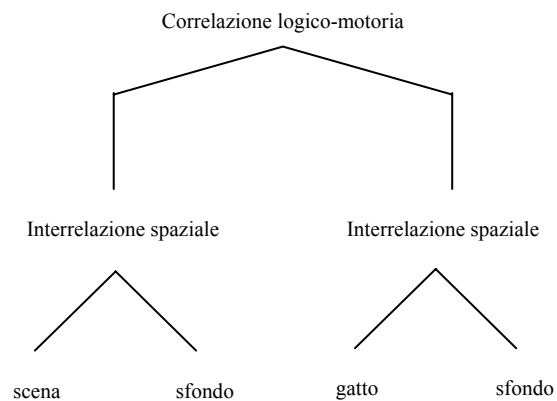 Correlazione logico-motoria
Interrelazione spaziale Interrelazione spaziale
scena sfondo gatto sfondo